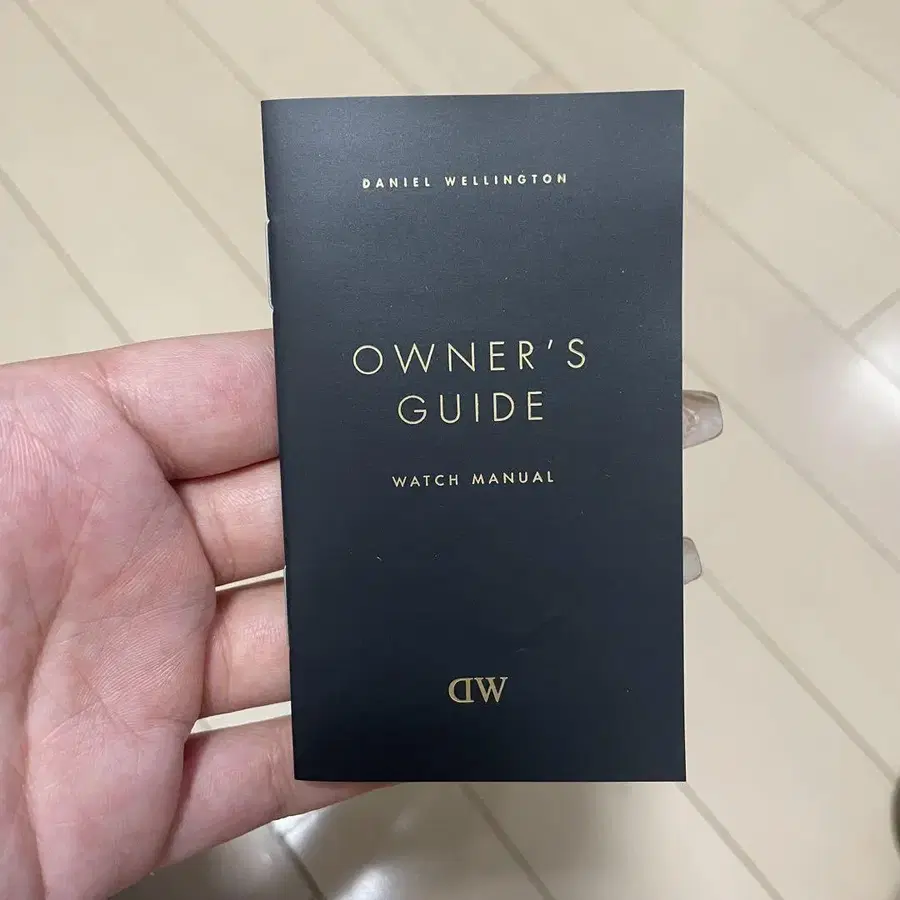 DANIEL WELLINGTON
OWNER'S
GUIDE
WATCH MANUAL
DW